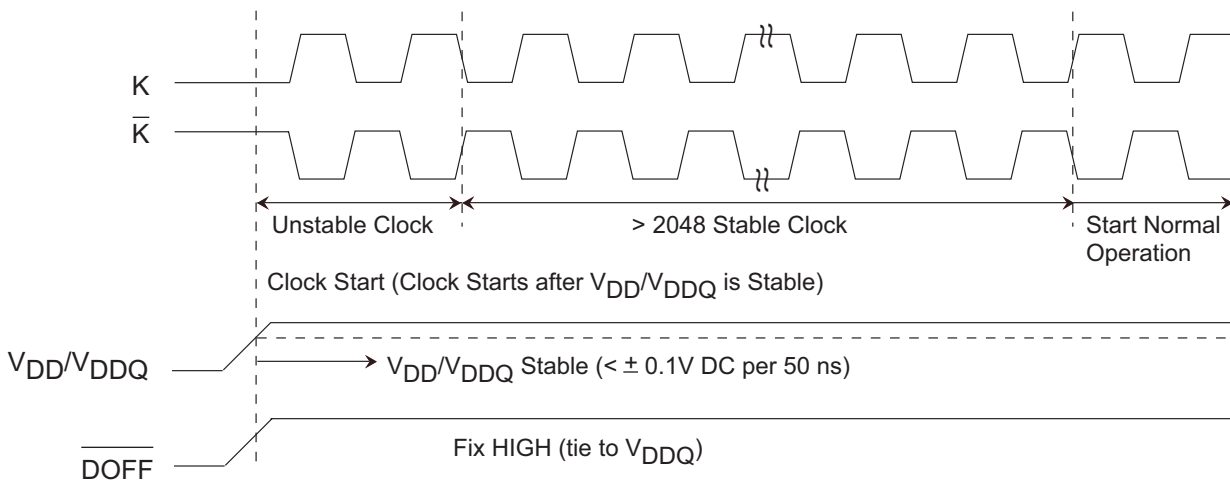 K
K̅
Unstable Clock
> 2048 Stable Clock
Start Normal
Operation
Clock Start (Clock Starts after VDD/VDDQ is Stable)
VDD/VDDQ
VDD/VDDQ Stable (< ± 0.1V DC per 50 ns)
Fix HIGH (tie to VDDQ)
D̅O̅F̅F̅